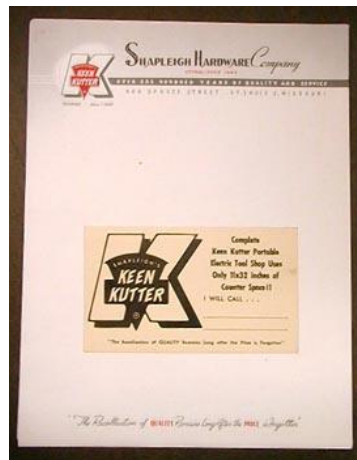 SHAPLEIGH HARDWARE Company
KEEN
KUTTER
OVER ONE HUNDRED YEARS OF QUALITY AND SERVICE
SPRUCE STREET . ST. LOUIS 2, MISSOURI
SHAPLEIGH'S
KEEN
KUTTER
Complete
Keen Kutter Portable
Electric Tool Shop Uses
Only 11x32 Inches of
Counter Space!!
I WILL CALL . . .
"The Recollection of QUALITY Remains Long after the Price is Forgotten"
"The Recollection of QUALITY Remains Long After the PRICE is Forgotten"